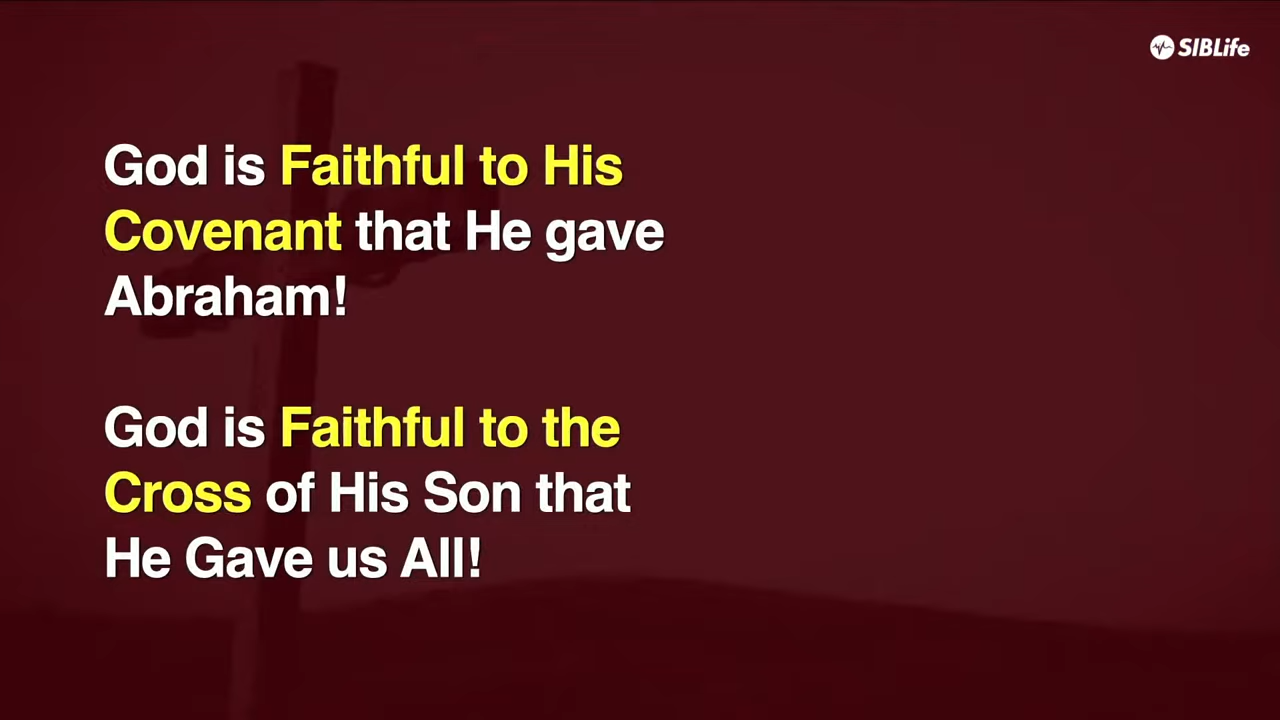 SIBLife
God is Faithful to His
Covenant that He gave
Abraham!
God is Faithful to the
Cross of His Son that
He Gave us All!